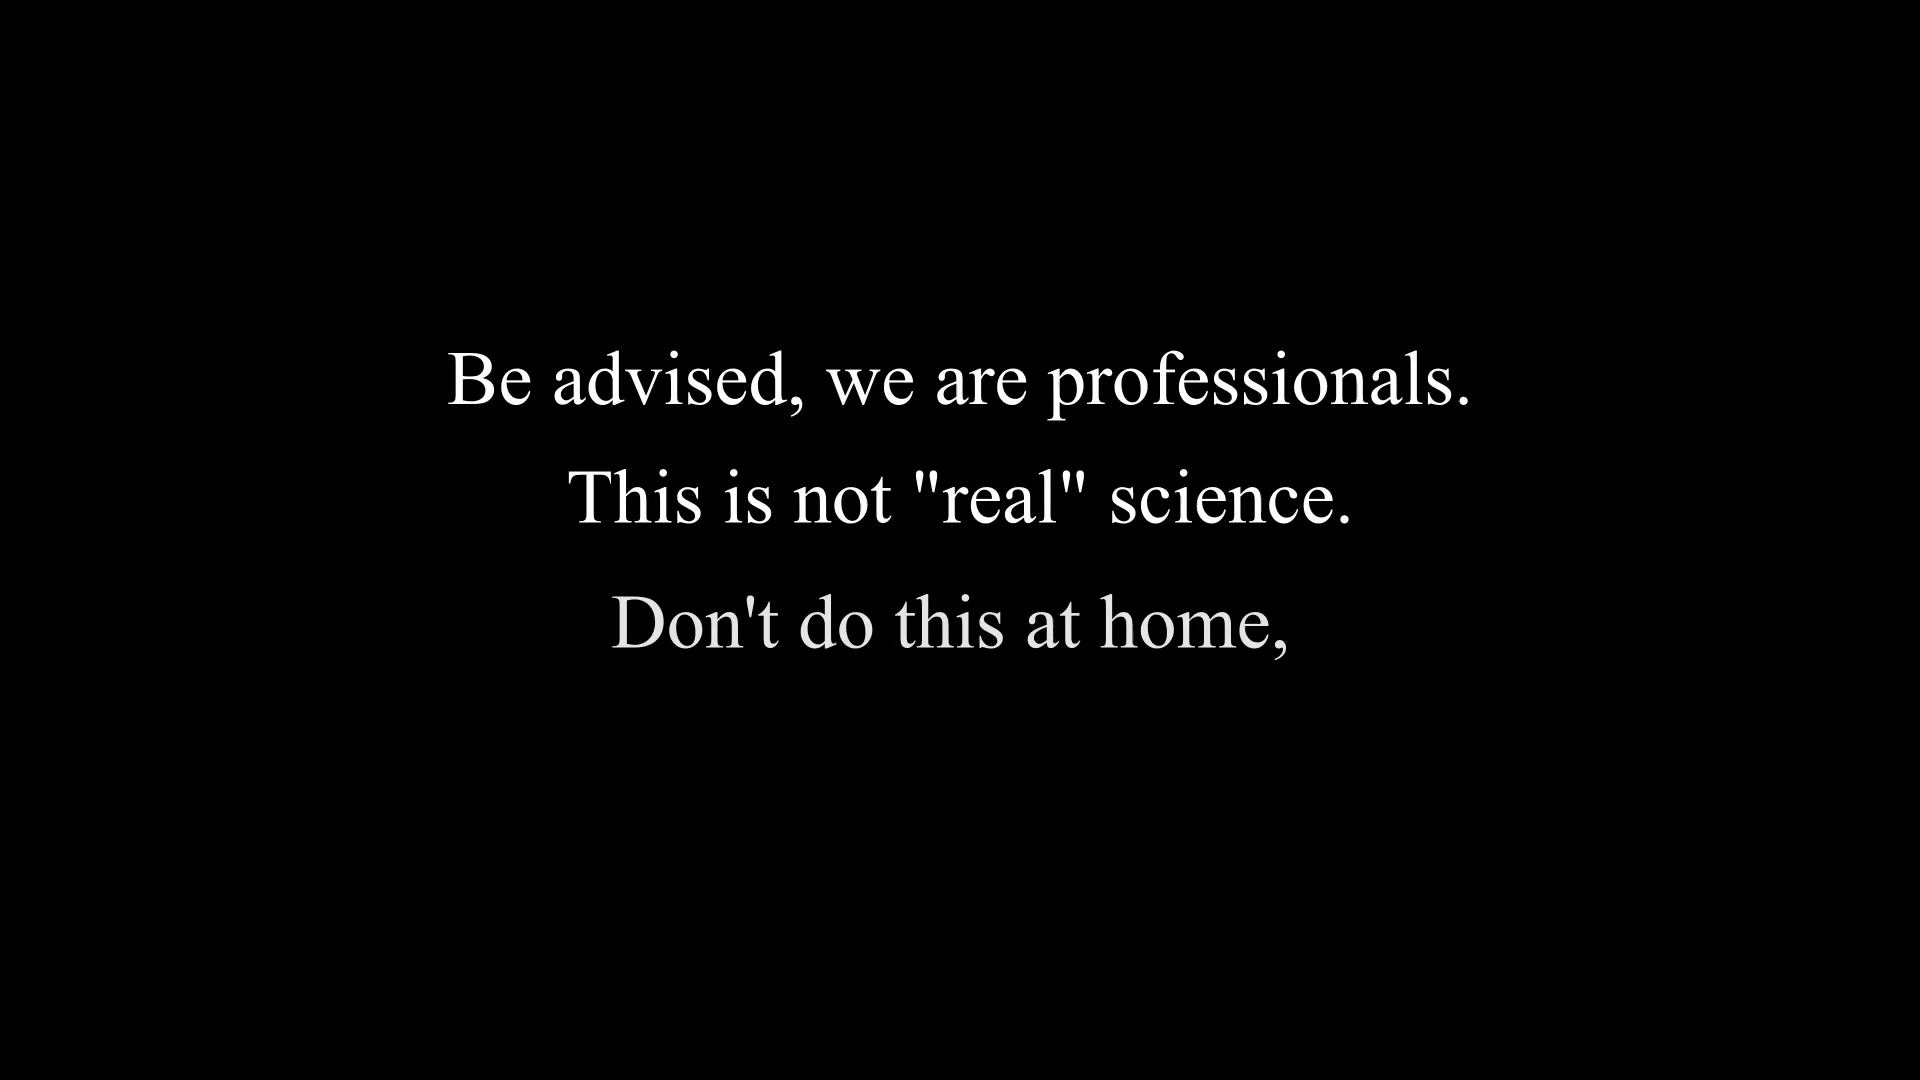 Be advised, we are professionals.
This is not "real" science.
Don't do this at home,